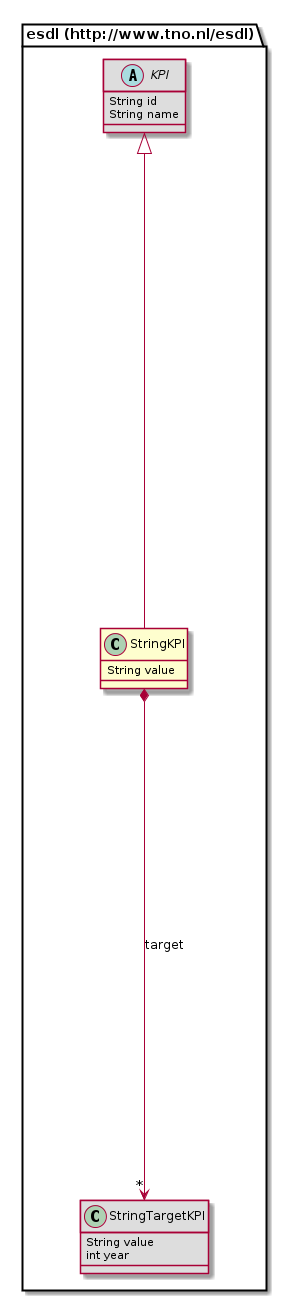 esdl (http://www.tno.nl/esdl)
A KPI
String id
String name
C StringKPI
String value
target
*
C StringTargetKPI
String value
int year